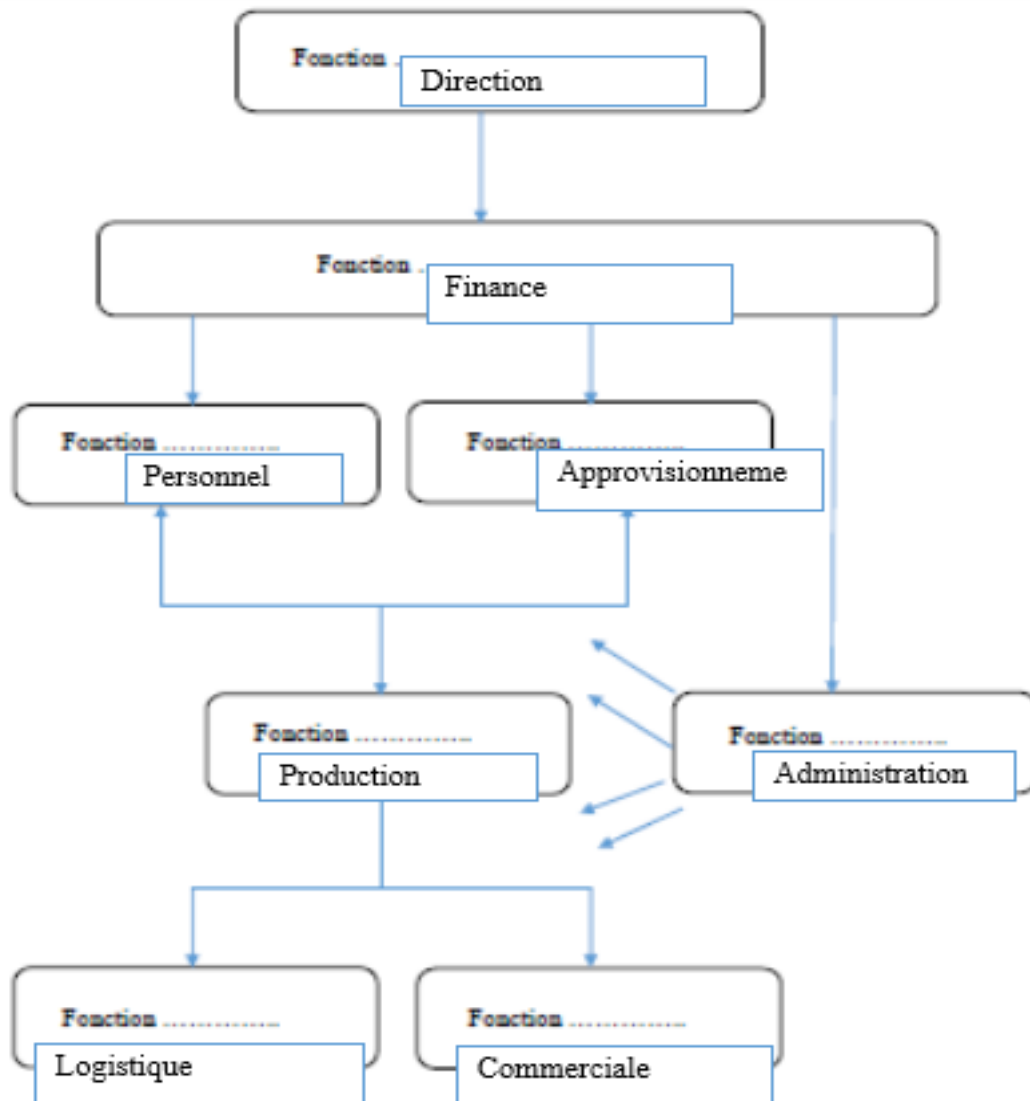 Fonction ..
Direction
Fonction ..
Finance
Fonction ...............
Personnel
Fonction ...............
Approvisionneme
Fonction ...............
Production
Fonction ...............
Administration
Fonction ...............
Logistique
Fonction ...............
Commerciale